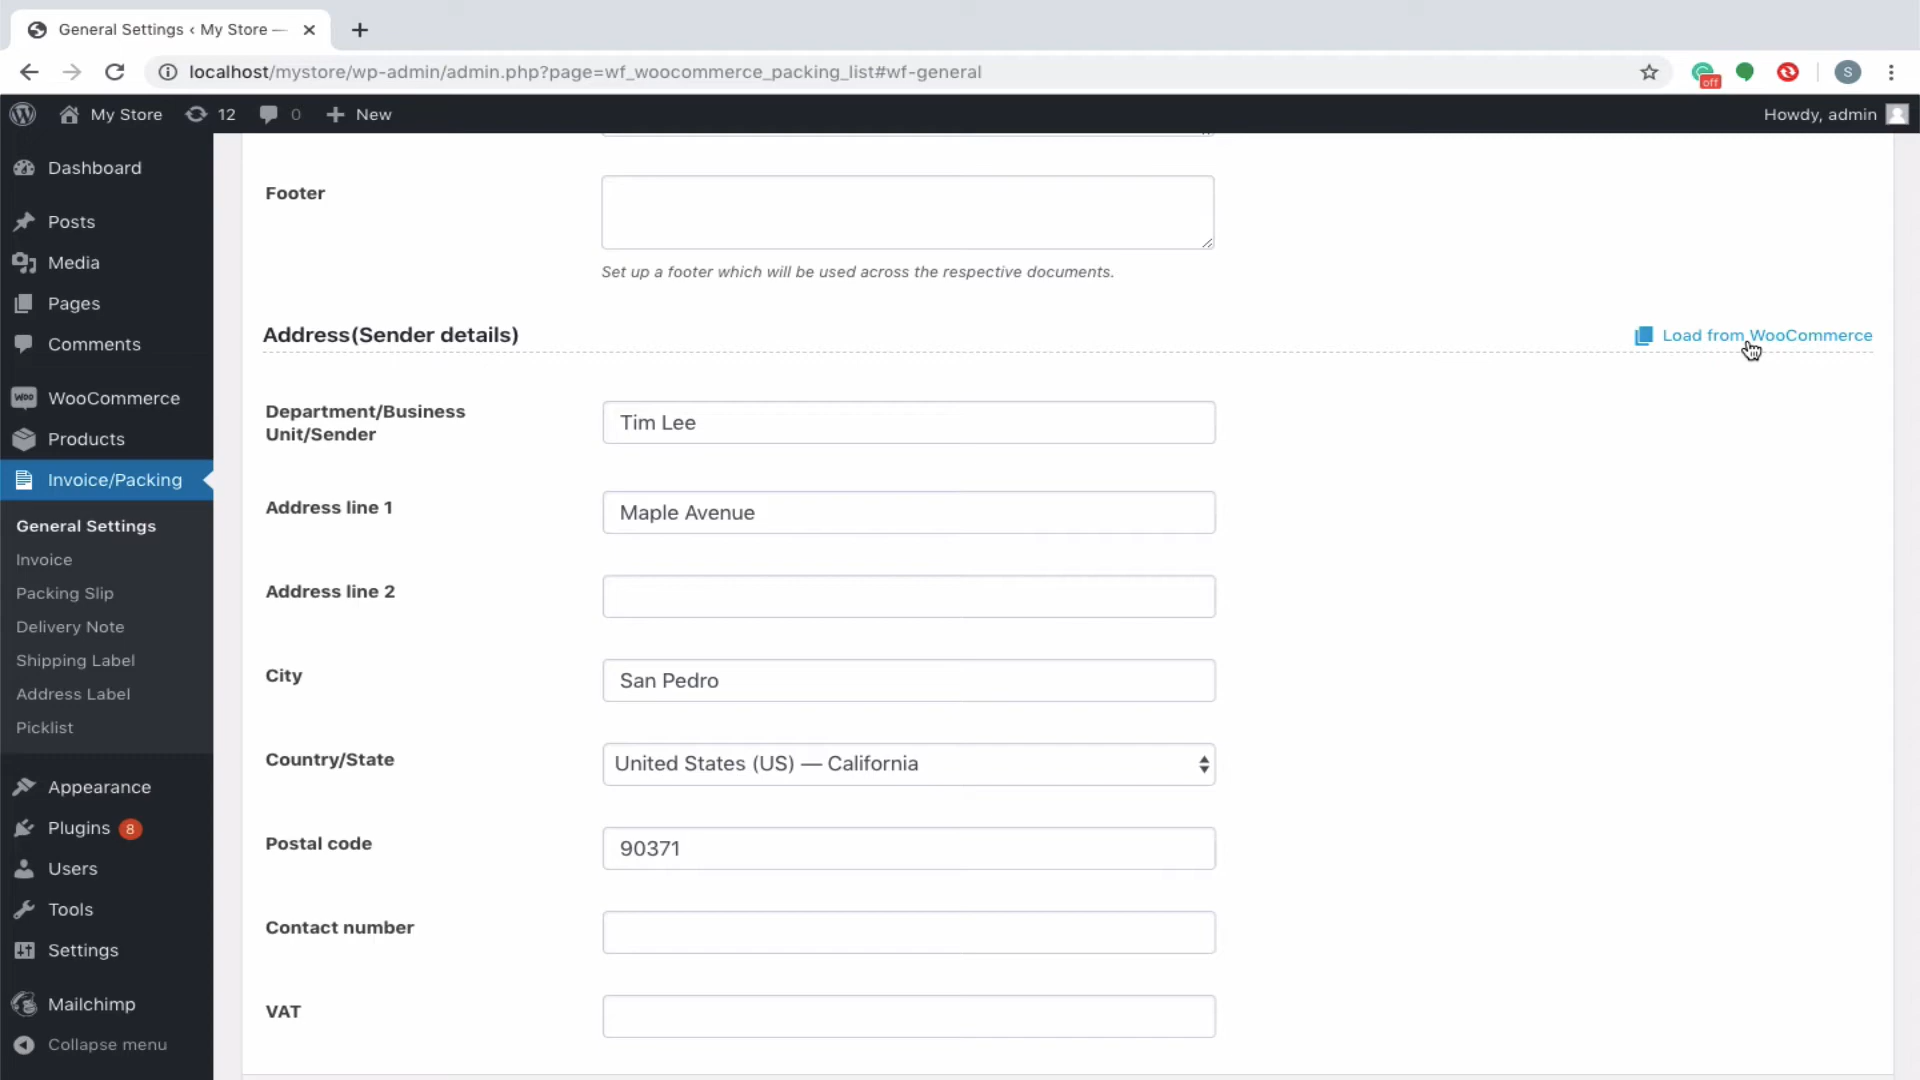 General Settings ‹ My Store —
localhost/mystore/wp-admin/admin.php?page=wf_woocommerce_packing_list#wf-general
off
S
My Store
12
0
New
Howdy, admin
Dashboard
Posts
Media
Pages
Comments
Woo
WooCommerce
Products
Invoice/Packing
General Settings
Invoice
Packing Slip
Delivery Note
Shipping Label
Address Label
Picklist
Appearance
Plugins 8
Users
Tools
Settings
Mailchimp
Collapse menu
Footer
Set up a footer which will be used across the respective documents.
Address(Sender details)
Load from WooCommerce
Department/Business
Unit/Sender
Tim Lee
Address line 1
Maple Avenue
Address line 2
City
San Pedro
Country/State
United States (US) — California
Postal code
90371
Contact number
VAT